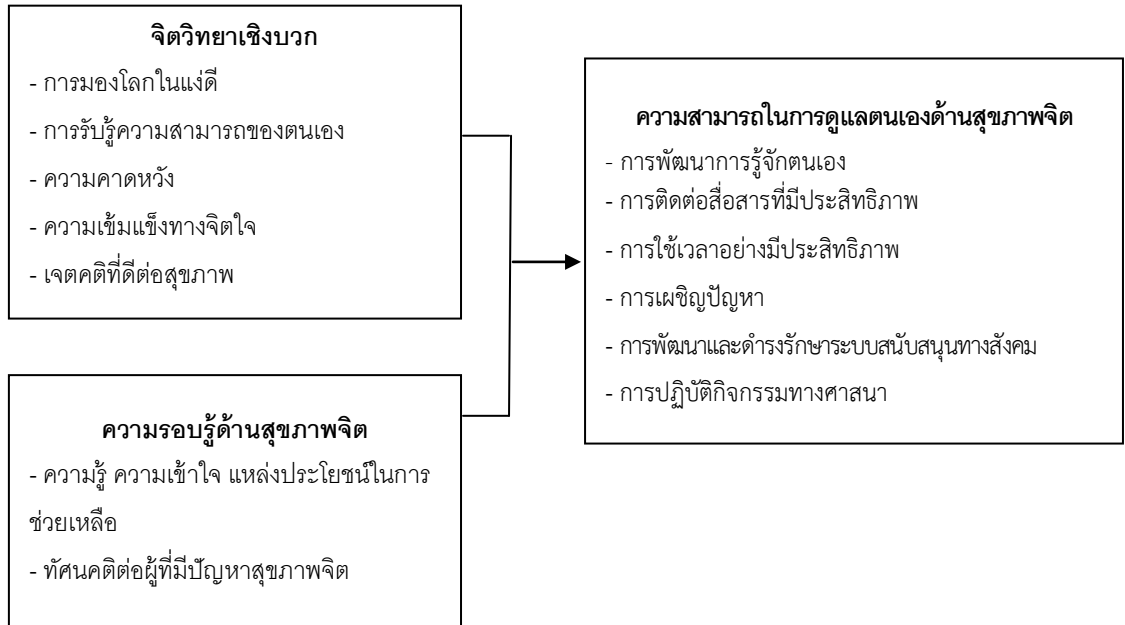 จิตวิทยาเชิงบวก
- การมองโลกในแง่ดี
- การรับรู้ความสามารถของตนเอง
- ความคาดหวัง
- ความเข้มแข็งทางจิตใจ
- เจตคติที่ดีต่อสุขภาพ
ความรอบรู้ด้านสุขภาพจิต
- ความรู้ ความเข้าใจ แหล่งประโยชน์ในการ
ช่วยเหลือ
- ทัศนคติต่อผู้ที่มีปัญหาสุขภาพจิต
ความสามารถในการดูแลตนเองด้านสุขภาพจิต
- การพัฒนาการรู้จักตนเอง
- การติดต่อสื่อสารที่มีประสิทธิภาพ
- การใช้เวลาอย่างมีประสิทธิภาพ
- การเผชิญปัญหา
- การพัฒนาและดำรงรักษาระบบสนับสนุนทางสังคม
- การปฏิบัติกิจกรรมทางศาสนา